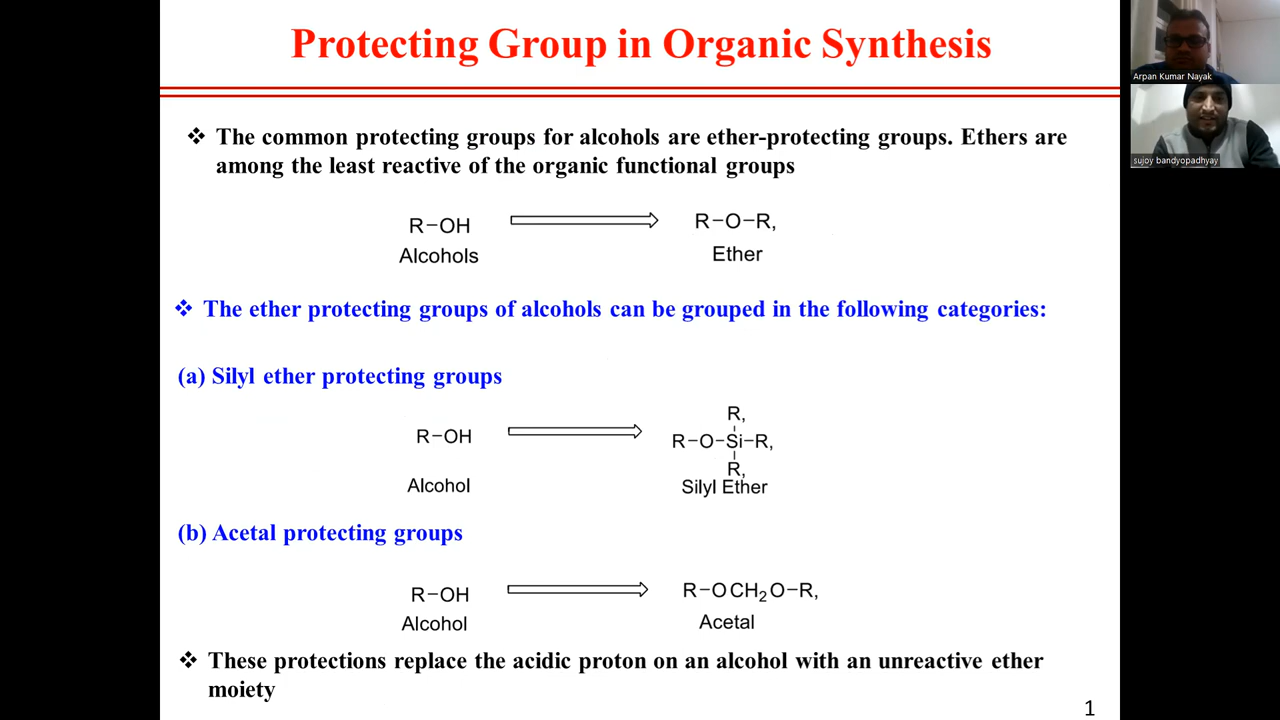 Protecting Group in Organic Synthesis
Arpan Kumar Nayak
sujoy bandyopadhyay
❖ The common protecting groups for alcohols are ether-protecting groups. Ethers are
among the least reactive of the organic functional groups
R−OH
R−O−R,
Alcohols
Ether
❖ The ether protecting groups of alcohols can be grouped in the following categories:
(a) Silyl ether protecting groups
R,
R−OH
R−O−Si−R,
R,
Alcohol
Silyl Ether
(b) Acetal protecting groups
R−OH
R−OCH₂O−R,
Alcohol
Acetal
❖ These protections replace the acidic proton on an alcohol with an unreactive ether
moiety
1